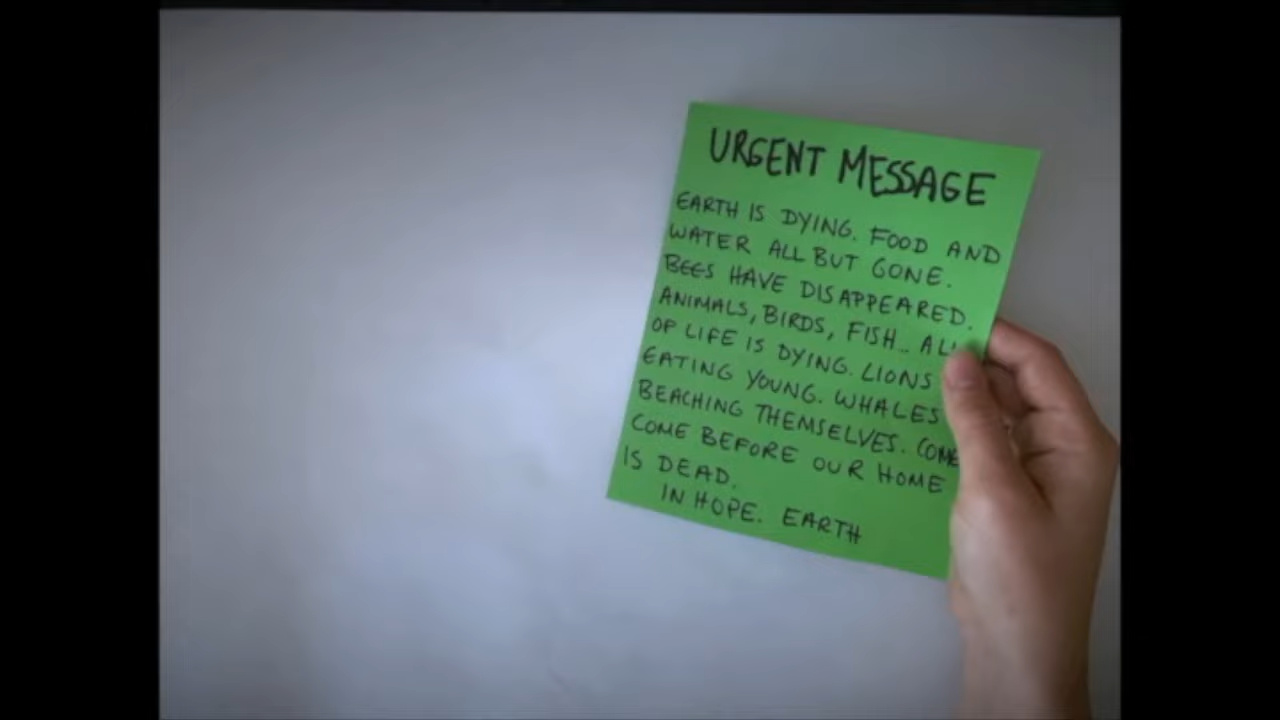 URGENT MESSAGE
EARTH IS DYING. FOOD AND
WATER ALL BUT GONE.
BEES HAVE DISAPPEARED.
ANIMALS, BIRDS, FISH... ALL
OF LIFE IS DYING. LIONS
EATING YOUNG. WHALES
BEACHING THEMSELVES. COME
COME BEFORE OUR HOME
IS DEAD.
IN HOPE. EARTH